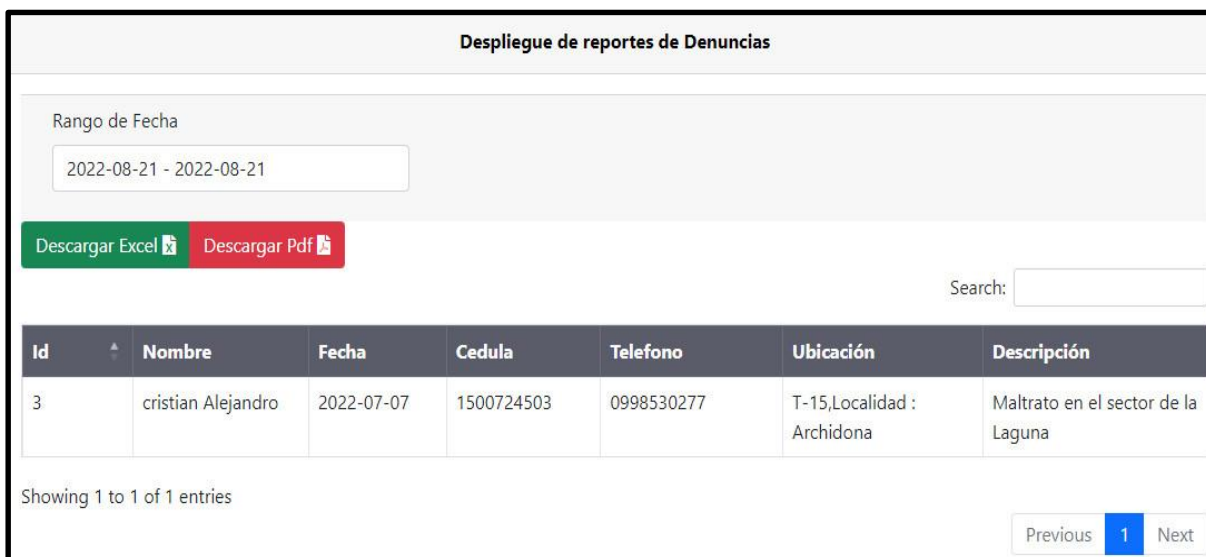 Despliegue de reportes de Denuncias
Rango de Fecha
2022-08-21 - 2022-08-21
Descargar Excel Descargar Pdf
Search:
Id Nombre Fecha Cedula Telefono Ubicación Descripción
3 cristian Alejandro 2022-07-07 1500724503 0998530277 T-15,Localidad : Maltrato en el sector de la
Archidona Laguna
Showing 1 to 1 of 1 entries
Previous 1 Next